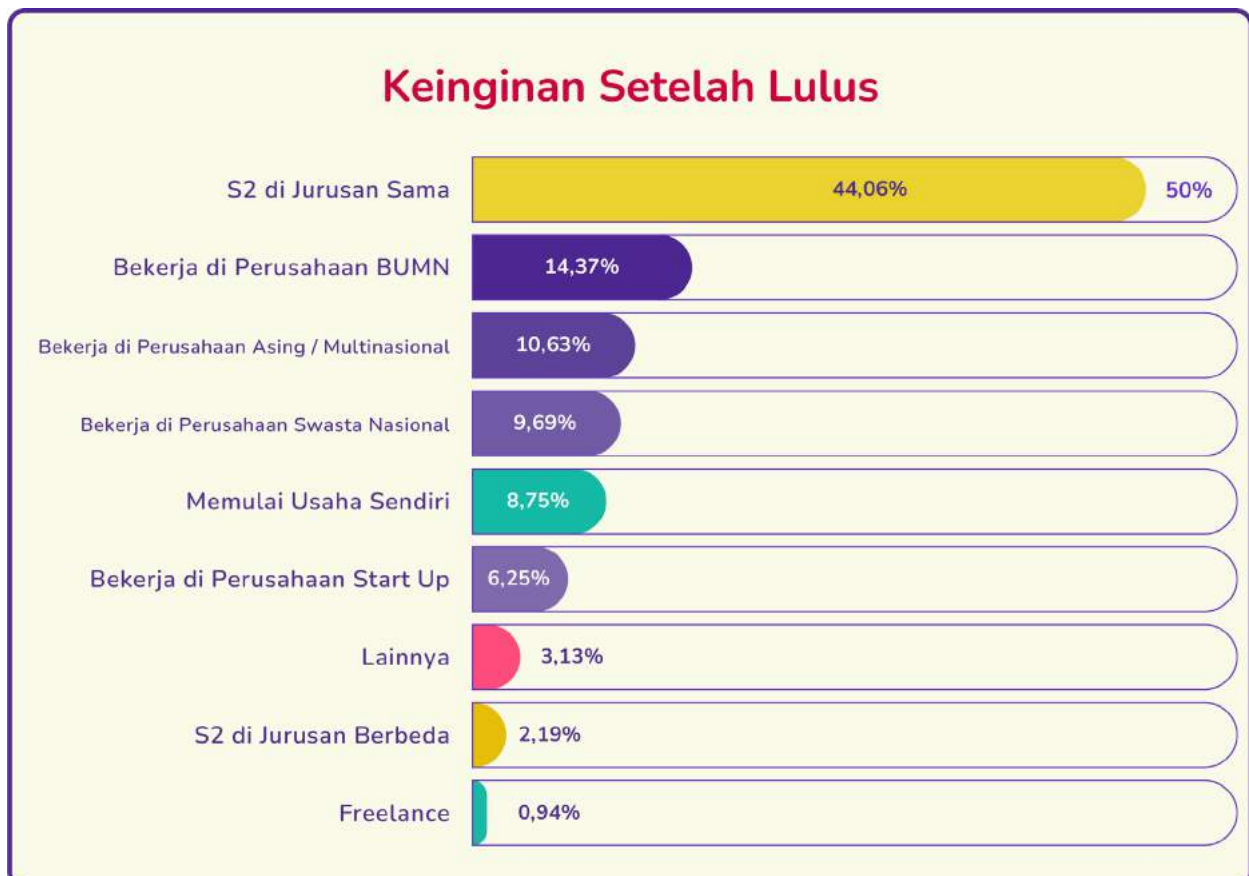 Keinginan Setelah Lulus
S2 di Jurusan Sama 44,06% 50%
Bekerja di Perusahaan BUMN 14,37%
Bekerja di Perusahaan Asing / Multinasional 10,63%
Bekerja di Perusahaan Swasta Nasional 9,69%
Memulai Usaha Sendiri 8,75%
Bekerja di Perusahaan Start Up 6,25%
Lainnya 3,13%
S2 di Jurusan Berbeda 2,19%
Freelance 0,94%